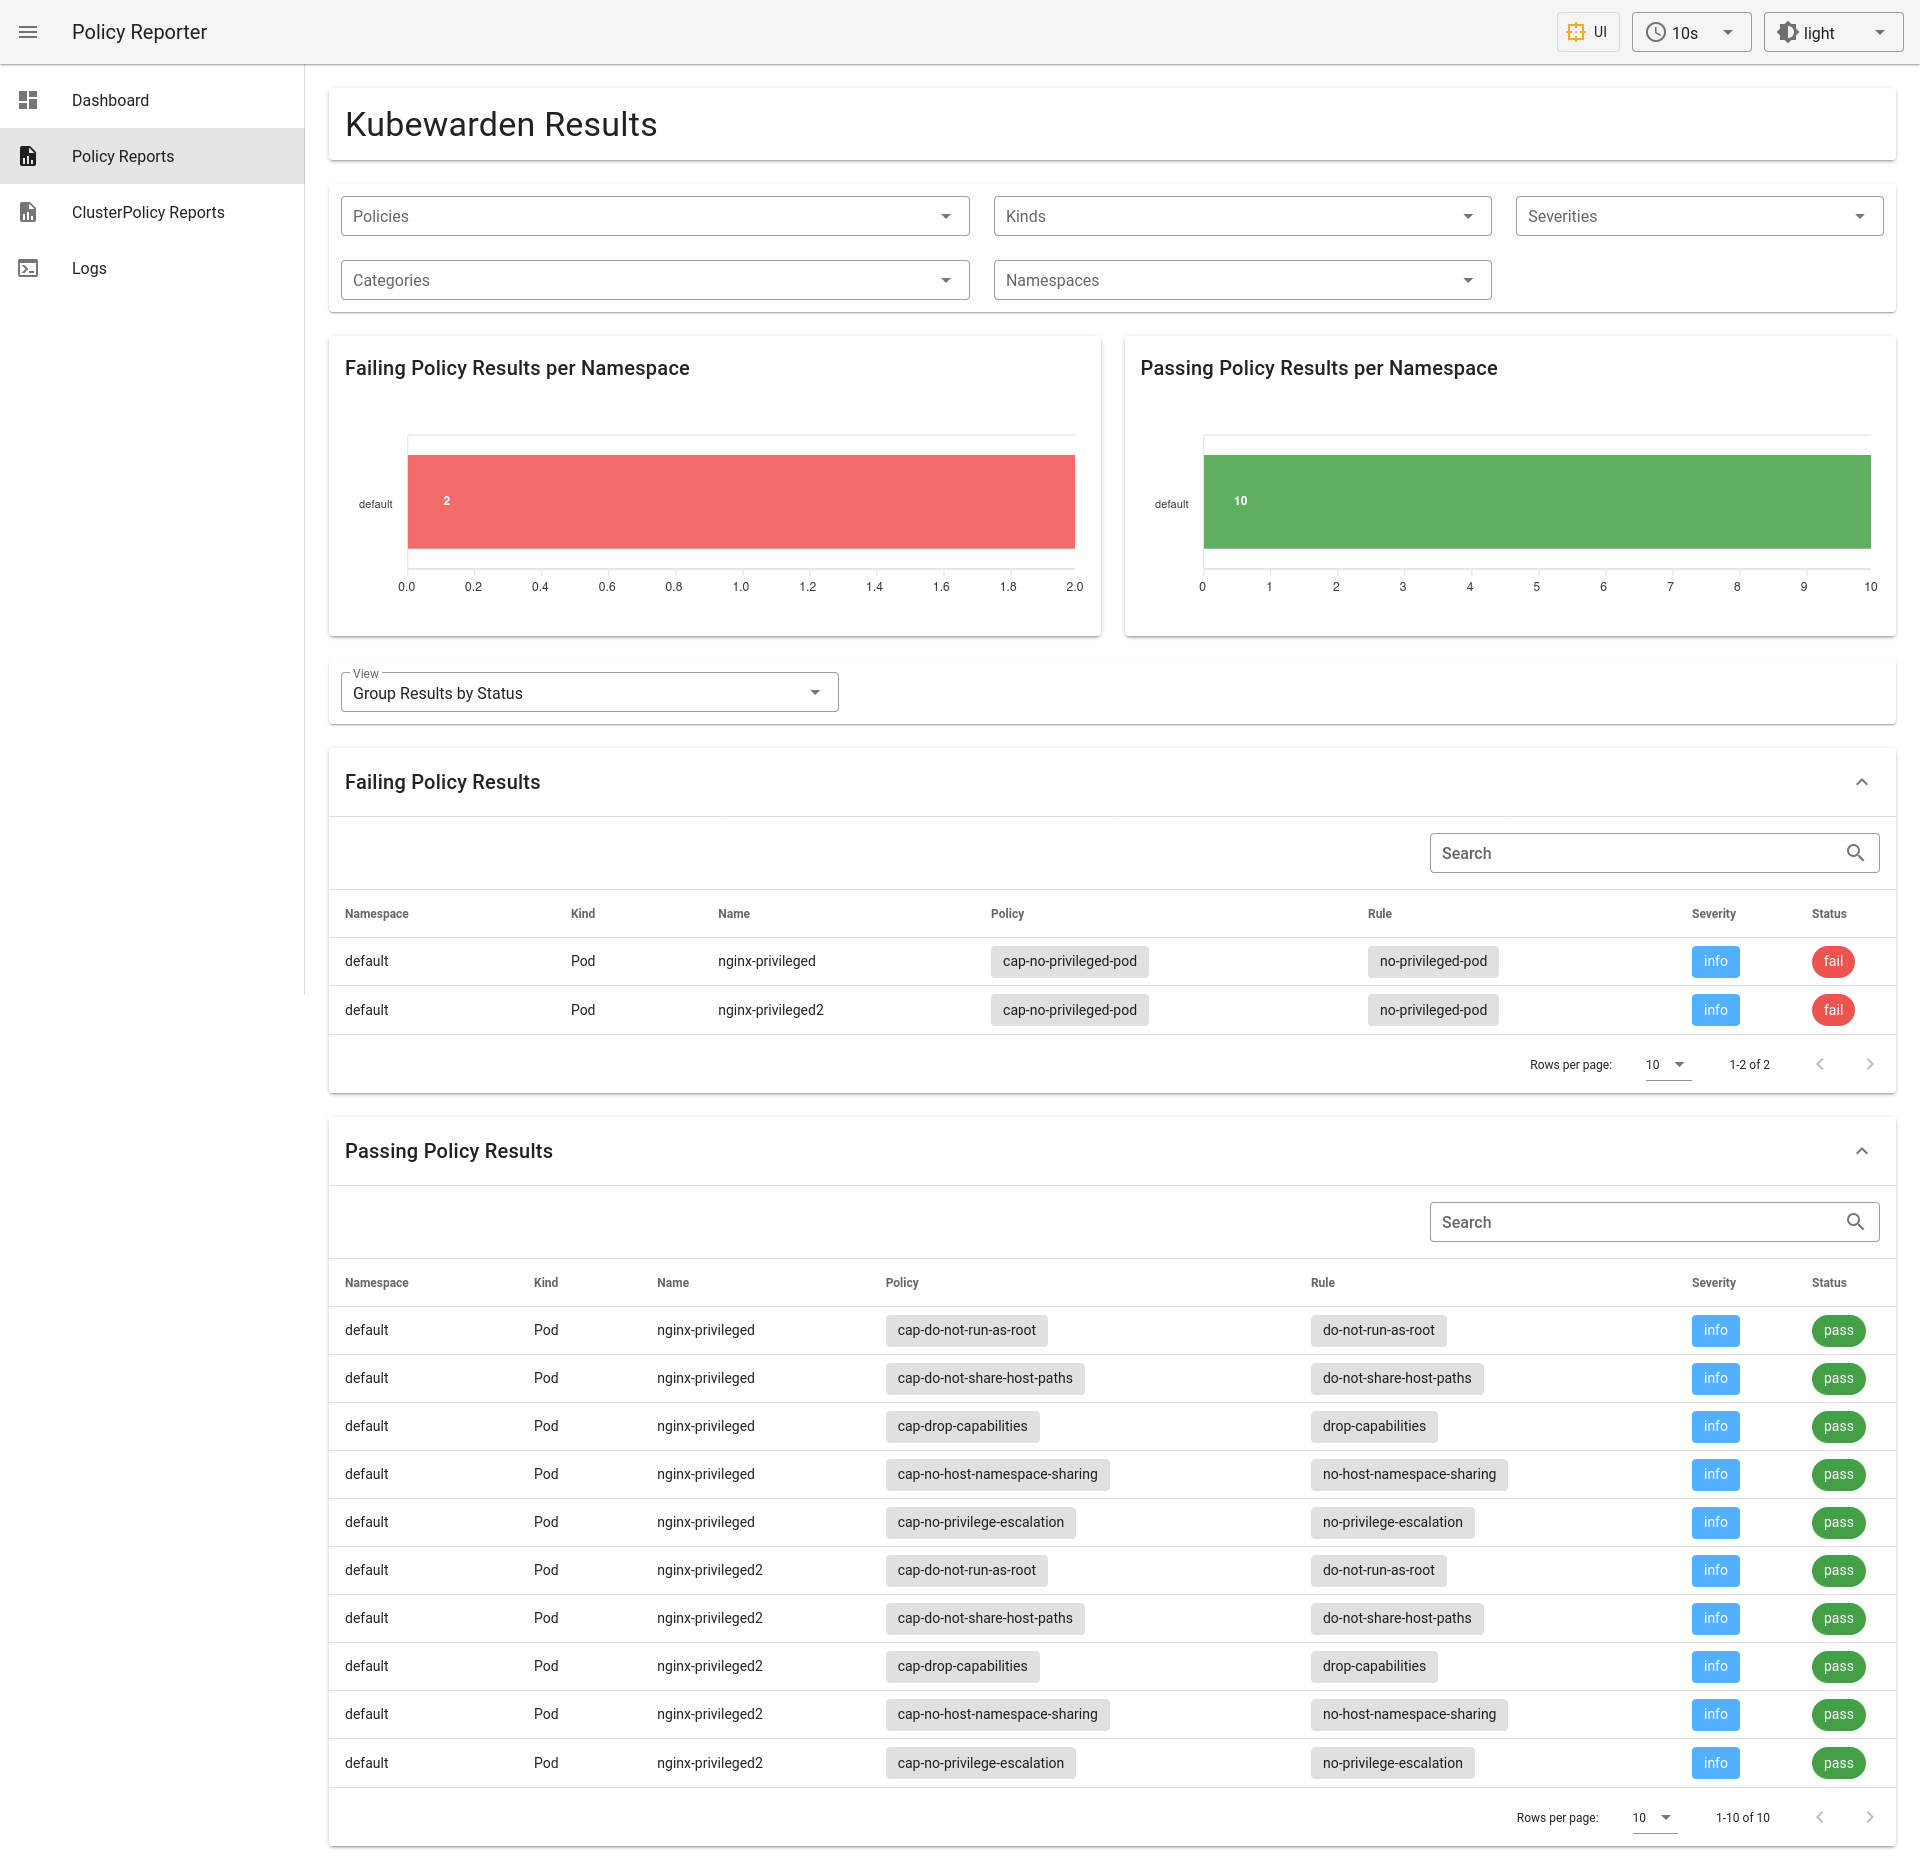 Policy Reporter
UI
10s
light
Dashboard
Policy Reports
ClusterPolicy Reports
Logs
Kubewarden Results
Policies
Kinds
Severities
Categories
Namespaces
Failing Policy Results per Namespace
default
2
0.0 0.2 0.4 0.6 0.8 1.0 1.2 1.4 1.6 1.8 2.0
Passing Policy Results per Namespace
default
10
0 1 2 3 4 5 6 7 8 9 10
View
Group Results by Status
Failing Policy Results
Search
Namespace Kind Name Policy Rule Severity Status
default Pod nginx-privileged cap-no-privileged-pod no-privileged-pod info fail
default Pod nginx-privileged2 cap-no-privileged-pod no-privileged-pod info fail
Rows per page: 10 1-2 of 2
Passing Policy Results
Search
Namespace Kind Name Policy Rule Severity Status
default Pod nginx-privileged cap-do-not-run-as-root do-not-run-as-root info pass
default Pod nginx-privileged cap-do-not-share-host-paths do-not-share-host-paths info pass
default Pod nginx-privileged cap-drop-capabilities drop-capabilities info pass
default Pod nginx-privileged cap-no-host-namespace-sharing no-host-namespace-sharing info pass
default Pod nginx-privileged cap-no-privilege-escalation no-privilege-escalation info pass
default Pod nginx-privileged2 cap-do-not-run-as-root do-not-run-as-root info pass
default Pod nginx-privileged2 cap-do-not-share-host-paths do-not-share-host-paths info pass
default Pod nginx-privileged2 cap-drop-capabilities drop-capabilities info pass
default Pod nginx-privileged2 cap-no-host-namespace-sharing no-host-namespace-sharing info pass
default Pod nginx-privileged2 cap-no-privilege-escalation no-privilege-escalation info pass
Rows per page: 10 1-10 of 10